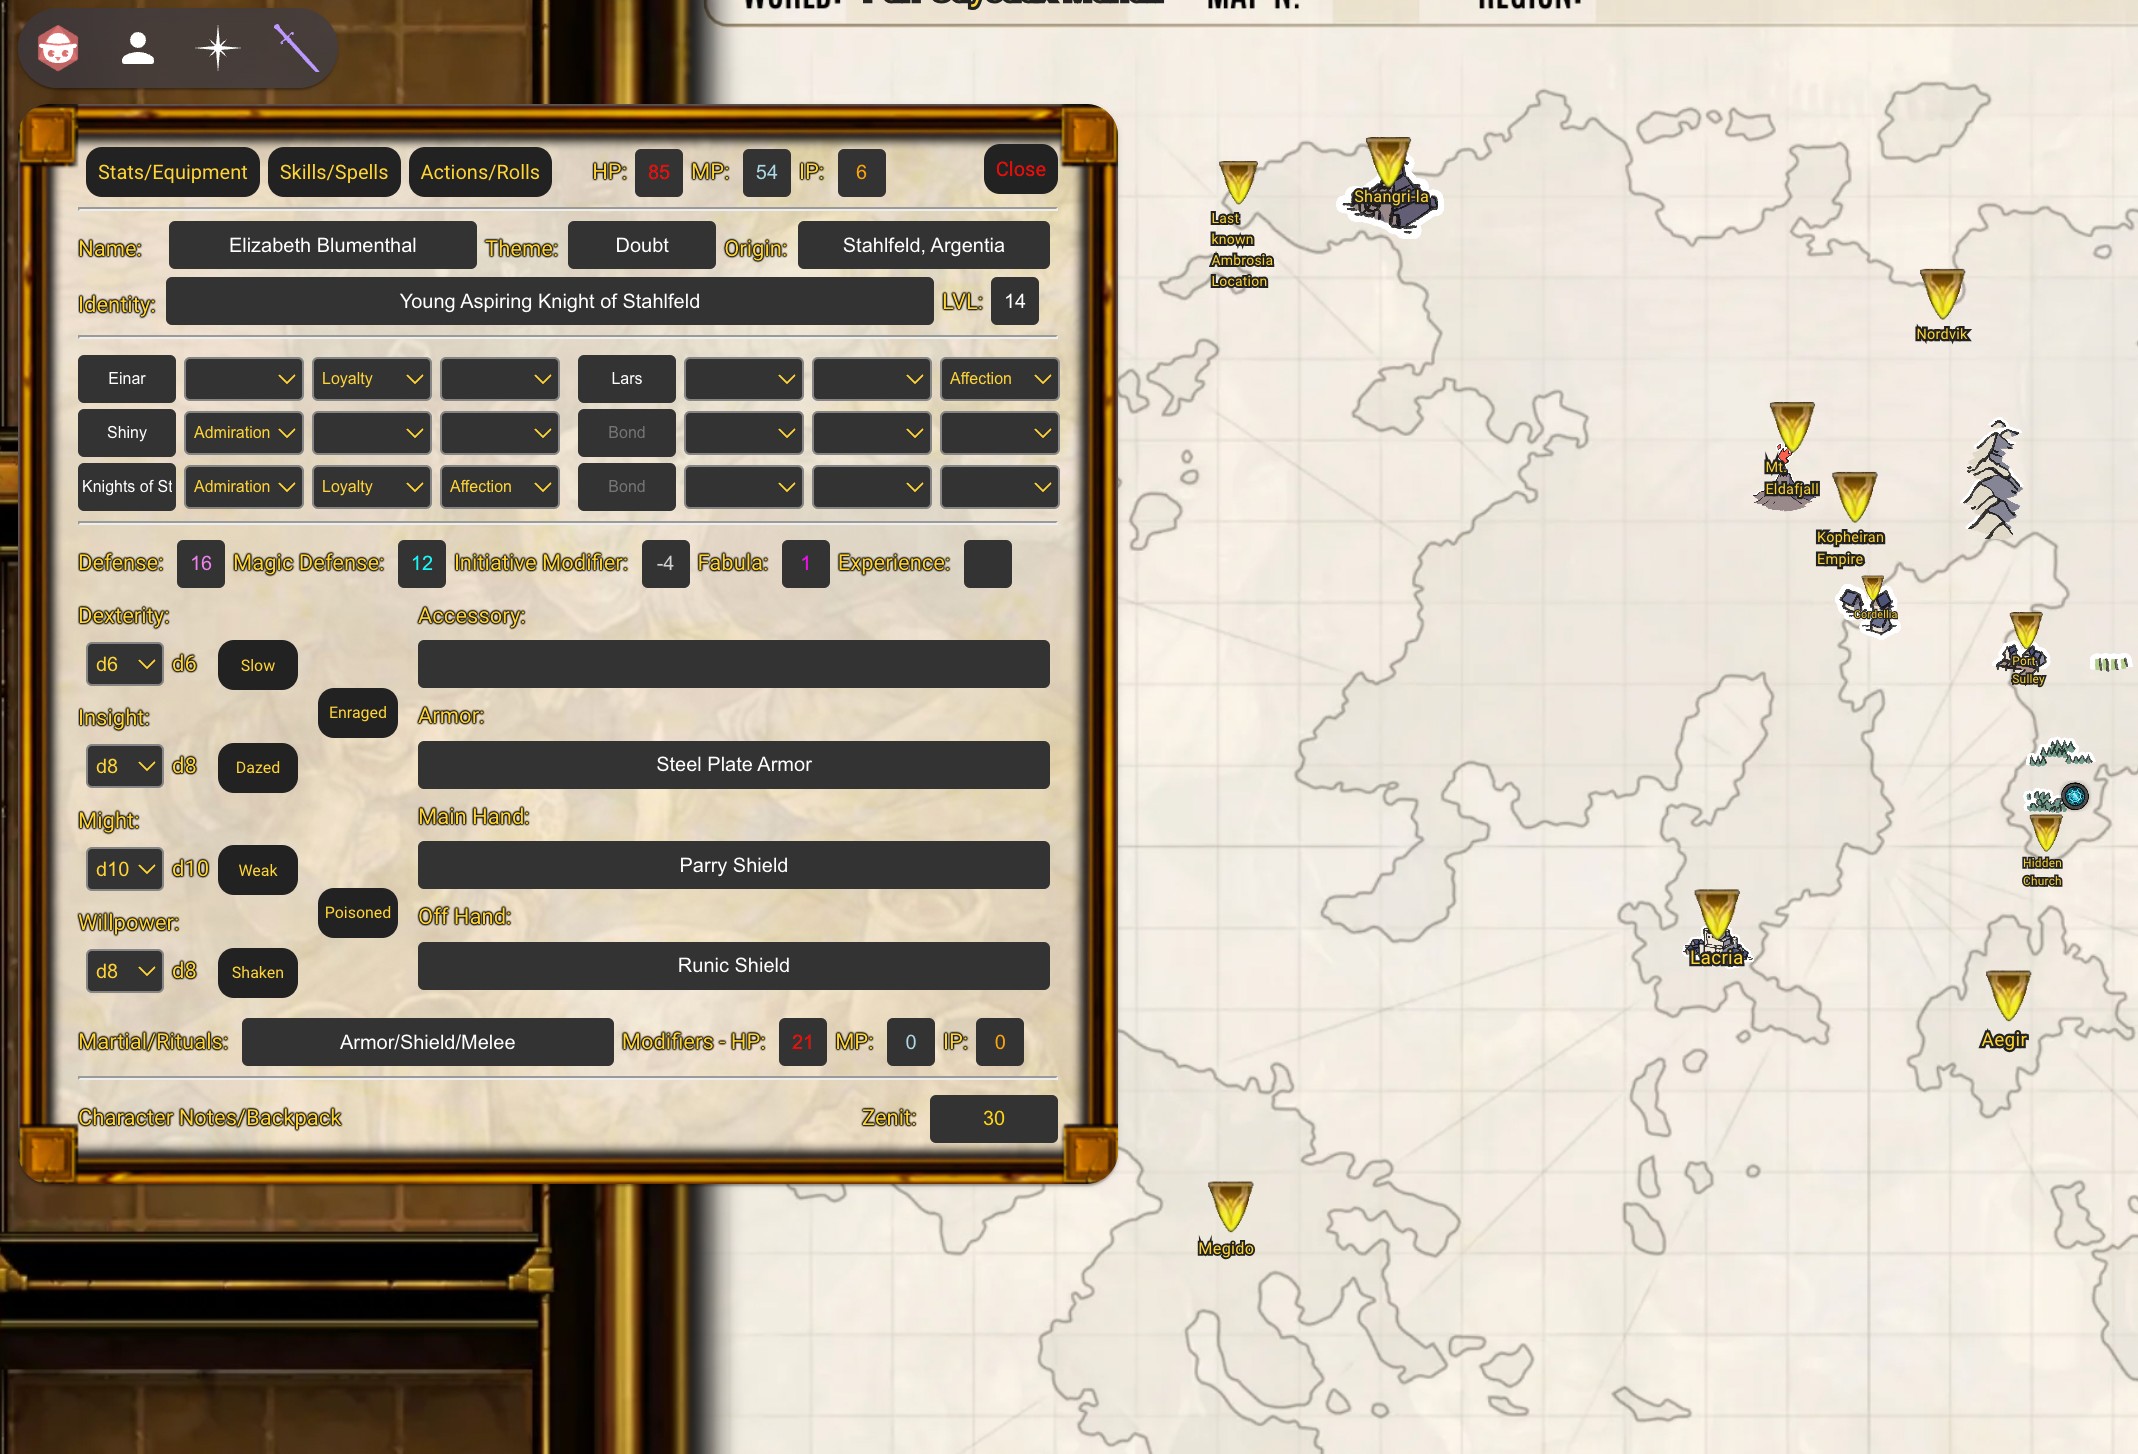 WORLD:
MAP N.
REGION:
Stats/Equipment Skills/Spells Actions/Rolls HP: 85 MP: 54 IP: 6 Close
Name: Elizabeth Blumenthal Theme: Doubt Origin: Stahlfeld, Argentia
Identity: Young Aspiring Knight of Stahlfeld LVL: 14
Einar Loyalty Lars Affection
Shiny Admiration Bond
Knights of St Admiration Loyalty Affection Bond
Defense: 16 Magic Defense: 12 Initiative Modifier: -4 Fabula: 1 Experience:
Dexterity: Accessory:
d6 d6 Slow
Insight: Enraged Armor:
d8 d8 Dazed Steel Plate Armor
Might: Main Hand:
d10 d10 Weak Parry Shield
Willpower: Poisoned Off Hand:
d8 d8 Shaken Runic Shield
Martial/Rituals: Armor/Shield/Melee Modifiers - HP: 21 MP: 0 IP: 0
Character Notes/Backpack Zenit: 30
Last
known
Ambrosia
Location
Shangri-la
Nordvik
Mt.
Eldafjall
Kopheiran
Empire
Cordellia
Port
Sulley
Hidden
Church
Lacria
Aegir
Megido